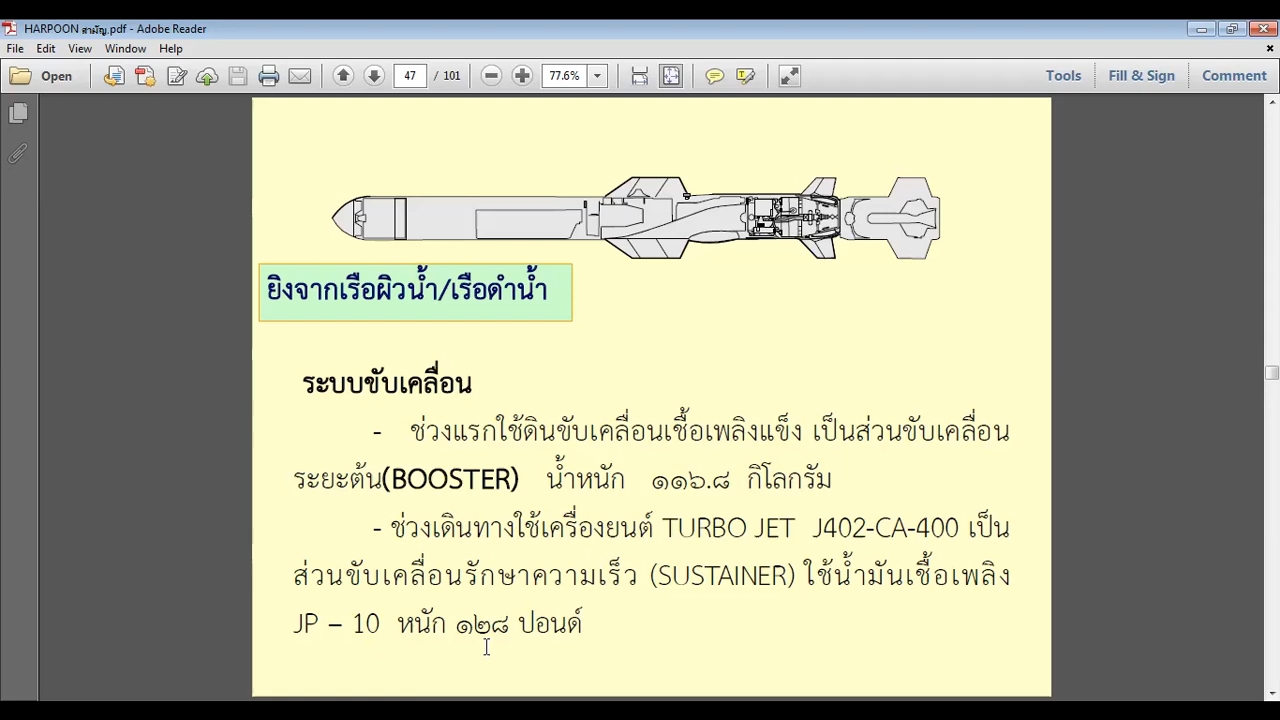 HARPOON สามัญ.pdf - Adobe Reader
File Edit View Window Help
Open 47 / 101 77.6% Tools Fill & Sign Comment
ยิงจากเรือผิวน้ำ/เรือดำน้ำ
ระบบขับเคลื่อน
- ช่วงแรกใช้ดินขับเคลื่อนเชื้อเพลิงแข็ง เป็นส่วนขับเคลื่อน
ระยะต้น(BOOSTER) น้ำหนัก ๑๑๖.๘ กิโลกรัม
- ช่วงเดินทางใช้เครื่องยนต์ TURBO JET J402-CA-400 เป็น
ส่วนขับเคลื่อนรักษาความเร็ว (SUSTAINER) ใช้น้ำมันเชื้อเพลิง
JP – 10 หนัก ๑๒๘ ปอนด์